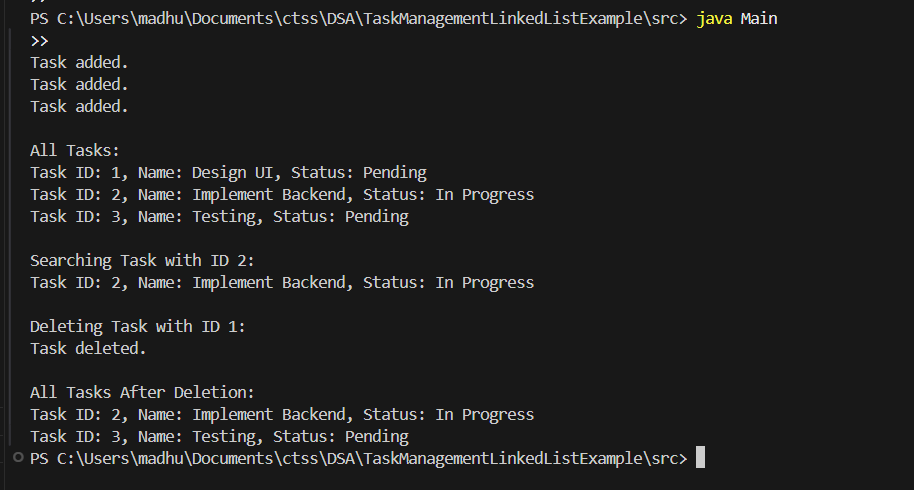 PS C:\Users\madhu\Documents\ctss\DSA\TaskManagementLinkedListExample\src> java Main
>>
Task added.
Task added.
Task added.
All Tasks:
Task ID: 1, Name: Design UI, Status: Pending
Task ID: 2, Name: Implement Backend, Status: In Progress
Task ID: 3, Name: Testing, Status: Pending
Searching Task with ID 2:
Task ID: 2, Name: Implement Backend, Status: In Progress
Deleting Task with ID 1:
Task deleted.
All Tasks After Deletion:
Task ID: 2, Name: Implement Backend, Status: In Progress
Task ID: 3, Name: Testing, Status: Pending
PS C:\Users\madhu\Documents\ctss\DSA\TaskManagementLinkedListExample\src>